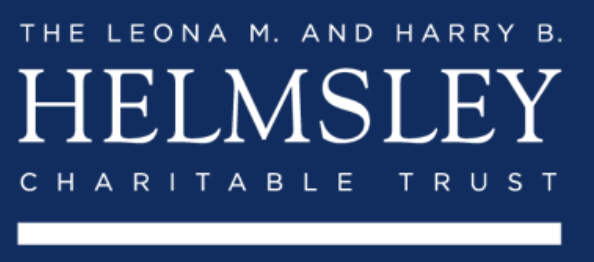 THE LEONA M. AND HARRY B.
HELMSLEY
CHARITABLE TRUST